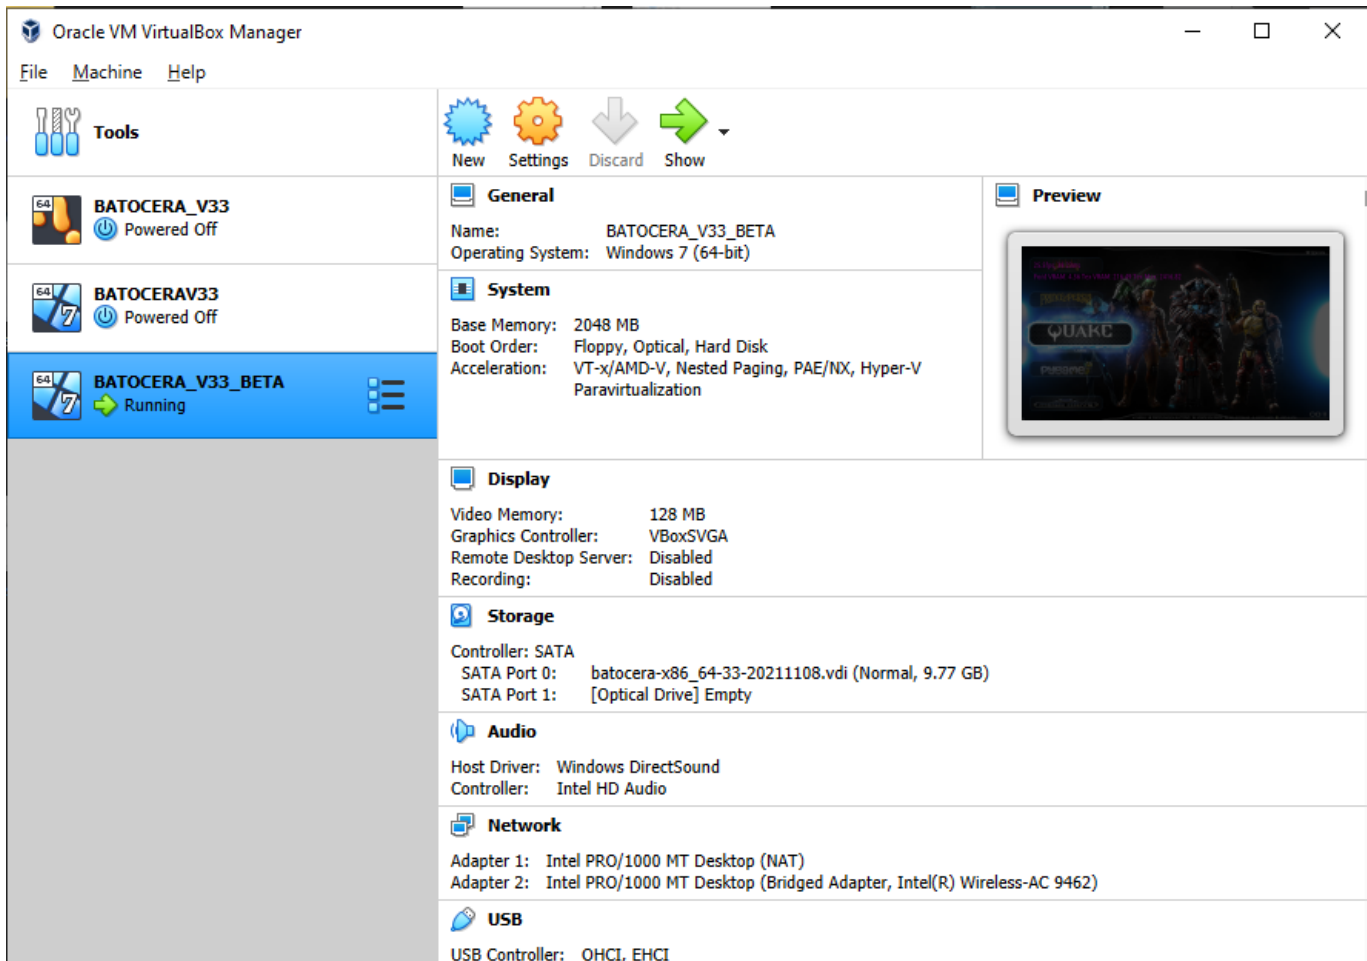 Oracle VM VirtualBox Manager
File Machine Help
Tools
New Settings Discard Show
64
BATOCERA_V33
Powered Off
64
7
BATOCERAV33
Powered Off
64
7
BATOCERA_V33_BETA
Running
General
Name: BATOCERA_V33_BETA
Operating System: Windows 7 (64-bit)
System
Base Memory: 2048 MB
Boot Order: Floppy, Optical, Hard Disk
Acceleration: VT-x/AMD-V, Nested Paging, PAE/NX, Hyper-V
Paravirtualization
Preview
QUAKE
Display
Video Memory: 128 MB
Graphics Controller: VBoxSVGA
Remote Desktop Server: Disabled
Recording: Disabled
Storage
Controller: SATA
SATA Port 0: batocera-x86_64-33-20211108.vdi (Normal, 9.77 GB)
SATA Port 1: [Optical Drive] Empty
Audio
Host Driver: Windows DirectSound
Controller: Intel HD Audio
Network
Adapter 1: Intel PRO/1000 MT Desktop (NAT)
Adapter 2: Intel PRO/1000 MT Desktop (Bridged Adapter, Intel(R) Wireless-AC 9462)
USB
USB Controller: OHCI, EHCI